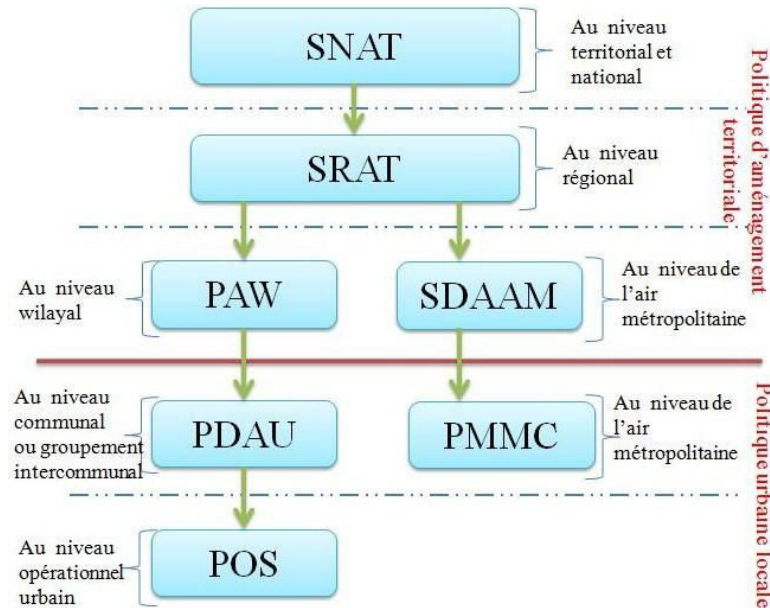 SNAT
Au niveau
territorial et
national
SRAT
Au niveau
régional
Politique d'aménagement
territoriale
Au niveau
wilayal
PAW
SDAAM
Au niveau de
l'air
métropolitaine
Au niveau
communal
ou groupement
intercommunal
PDAU
PMMC
Au niveau de
l'air
métropolitaine
Politique urbaine locale
Au niveau
opérationnel
urbain
POS